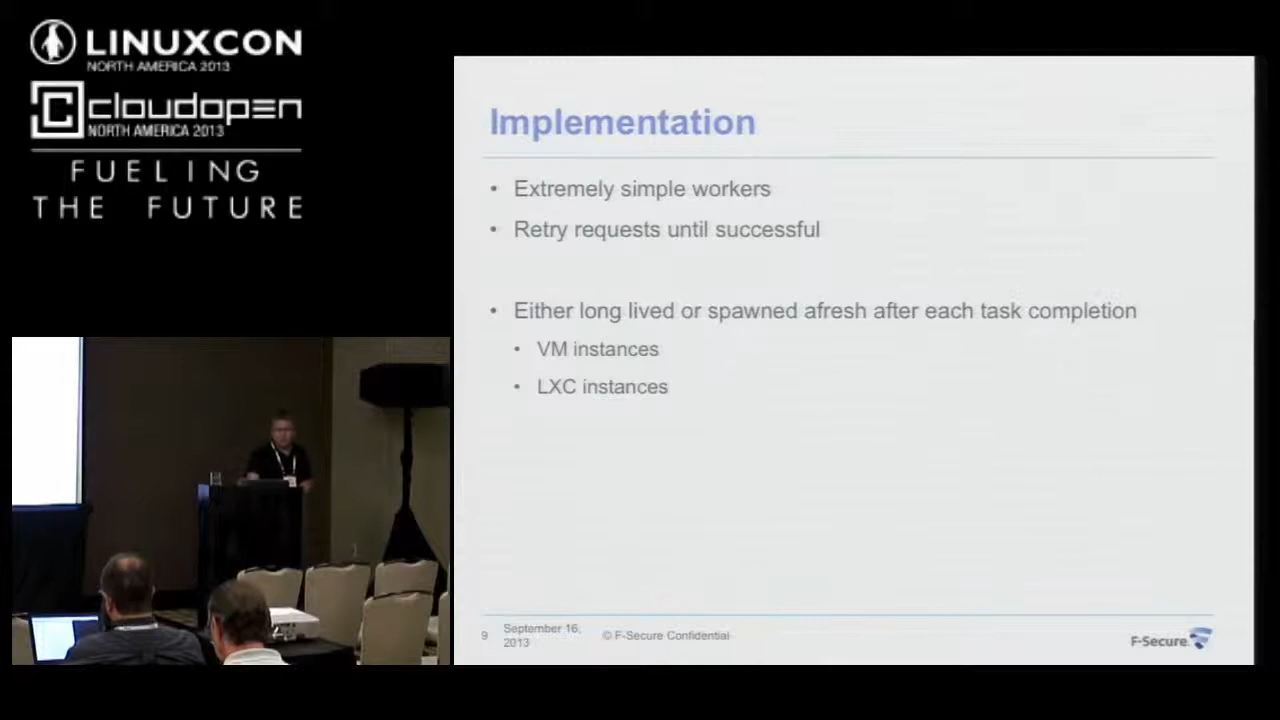 LINUXCON
NORTH AMERICA 2013
cloudopen
NORTH AMERICA 2013
FUELING
THE FUTURE
Implementation
• Extremely simple workers
• Retry requests until successful
• Either long lived or spawned afresh after each task completion
• VM instances
• LXC instances
9
September 16,
2013
© F-Secure Confidential
F-Secure.